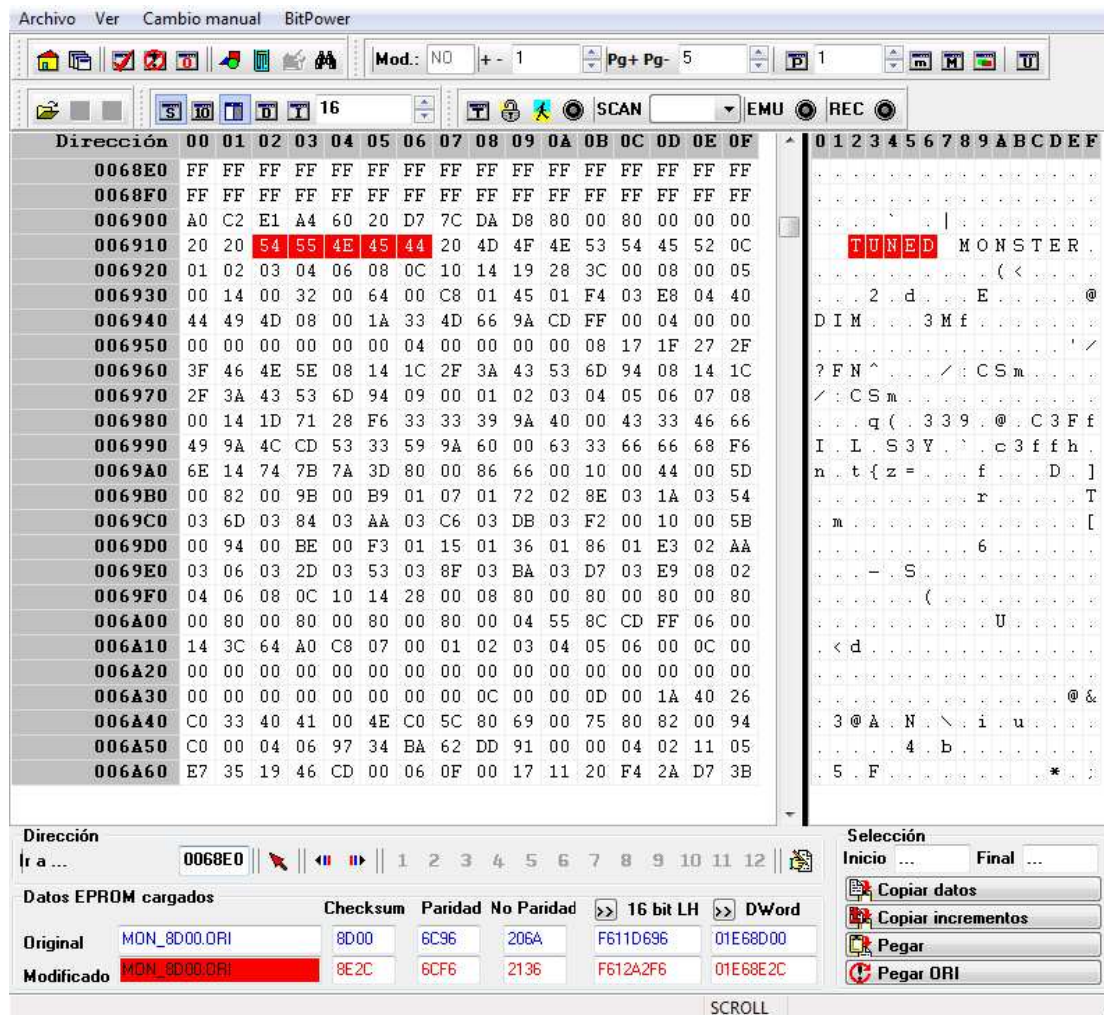 Archivo Ver Cambio manual BitPower
Mod.: NO + - 1 Pg+ Pg- 5 P 1 m M U
S 10 T 16 T SCAN EMU REC
Dirección 00 01 02 03 04 05 06 07 08 09 0A 0B 0C 0D 0E 0F 0 1 2 3 4 5 6 7 8 9 A B C D E F
0068E0 FF FF FF FF FF FF FF FF FF FF FF FF FF FF FF FF . . . . . . . . . . . . . . . .
0068F0 FF FF FF FF FF FF FF FF FF FF FF FF FF FF FF FF . . . . . . . . . . . . . . . .
006900 A0 C2 E1 A4 60 20 D7 7C DA D8 80 00 80 00 00 00 . . . . ` . | . . . . . . . .
006910 20 20 54 55 4E 45 44 20 4D 4F 4E 53 54 45 52 0C T U N E D M O N S T E R .
006920 01 02 03 04 06 08 0C 10 14 19 28 3C 00 08 00 05 . . . . . . . . . . ( < . . . .
006930 00 14 00 32 00 64 00 C8 01 45 01 F4 03 E8 04 40 . . . 2 . d . . . E . . . . . @
006940 44 49 4D 08 00 1A 33 4D 66 9A CD FF 00 04 00 00 D I M . . . 3 M f . . . . . . .
006950 00 00 00 00 00 00 04 00 00 00 00 08 17 1F 27 2F . . . . . . . . . . . . . . ' /
006960 3F 46 4E 5E 08 14 1C 2F 3A 43 53 6D 94 08 14 1C ? F N ^ . . . / : C S m . . . .
006970 2F 3A 43 53 6D 94 09 00 01 02 03 04 05 06 07 08 / : C S m . . . . . . . . . . .
006980 00 14 1D 71 28 F6 33 33 39 9A 40 00 43 33 46 66 . . . q ( . 3 3 9 . @ . C 3 F f
006990 49 9A 4C CD 53 33 59 9A 60 00 63 33 66 66 68 F6 I . L . S 3 Y . ` . c 3 f f h .
0069A0 6E 14 74 7B 7A 3D 80 00 86 66 00 10 00 44 00 5D n . t { z = . . . f . . . D . ]
0069B0 00 82 00 9B 00 B9 01 07 01 72 02 8E 03 1A 03 54 . . . . . . . . . r . . . . . T
0069C0 03 6D 03 84 03 AA 03 C6 03 DB 03 F2 00 10 00 5B . m . . . . . . . . . . . . . [
0069D0 00 94 00 BE 00 F3 01 15 01 36 01 86 01 E3 02 AA . . . . . . . . . 6 . . . . . .
0069E0 03 06 03 2D 03 53 03 8F 03 BA 03 D7 03 E9 08 02 . . . - . S . . . . . . . . . .
0069F0 04 06 08 0C 10 14 28 00 08 80 00 80 00 80 00 80 . . . . . . ( . . . . . . . . .
006A00 00 80 00 80 00 80 00 80 00 04 55 8C CD FF 06 00 . . . . . . . . . . U . . . . .
006A10 14 3C 64 A0 C8 07 00 01 02 03 04 05 06 00 0C 00 . < d . . . . . . . . . . . . .
006A20 00 00 00 00 00 00 00 00 00 00 00 00 00 00 00 00 . . . . . . . . . . . . . . . .
006A30 00 00 00 00 00 00 00 0C 00 00 0D 00 1A 40 26 . . . . . . . . . . . . . . @ &
006A40 C0 33 40 41 00 4E C0 5C 80 69 00 75 80 82 00 94 . 3 @ A . N . \ . i . u . . . .
006A50 C0 00 04 06 97 34 BA 62 DD 91 00 00 04 02 11 05 . . . . . 4 . b . . . . . . . .
006A60 E7 35 19 46 CD 00 06 0F 00 17 11 20 F4 2A D7 3B . 5 . F . . . . . . . . * . ;
Dirección Selección
Ir a ... 0068E0 1 2 3 4 5 6 7 8 9 10 11 12 Inicio ... Final ...
Datos EPROM cargados Checksum Paridad No Paridad >> 16 bit LH >> DWord Copiar datos
Copiar incrementos
Original MON_8D00.ORI 8D00 6C96 206A F611D696 01E68D00 Pegar
Modificado MON_8D00.ORI 8E2C 6CF6 2136 F612A2F6 01E68E2C Pegar ORI
SCROLL